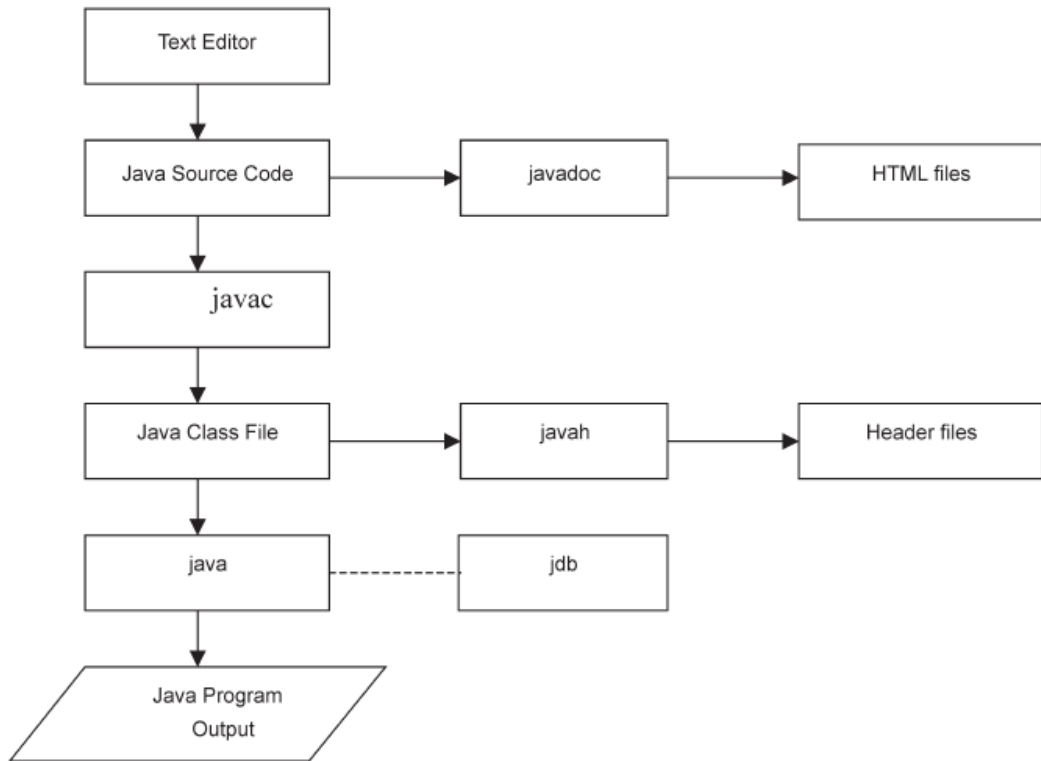 Text Editor
Java Source Code
javadoc
HTML files
javac
Java Class File
javah
Header files
java
jdb
Java Program
Output